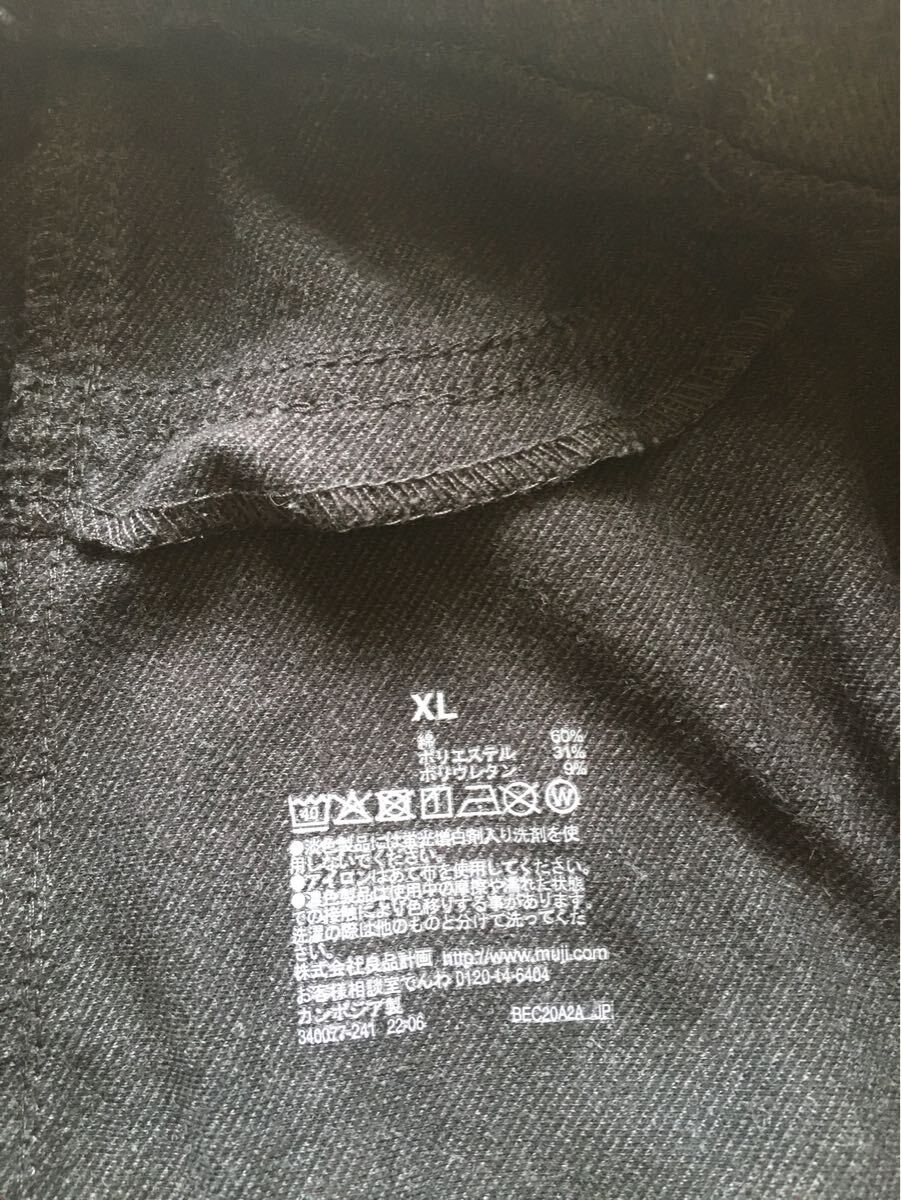 XL
綿 60%
ポリエステル 31%
ポリウレタン 9%
40 W
●淡色製品には蛍光増白剤入り洗剤を使
用しないでください。
●アイロンはあて布を使用してください。
●濃色製品は使用中の摩擦や濡れた状態
での接触により色移りする事があります。
洗濯の際は他のものと分けて洗ってくだ
さい。
株式会社良品計画 http://www.muji.com
お客様相談室でんわ 0120-14-6404
カンボジア製
340077-241 22·06 BEC20A2A JP